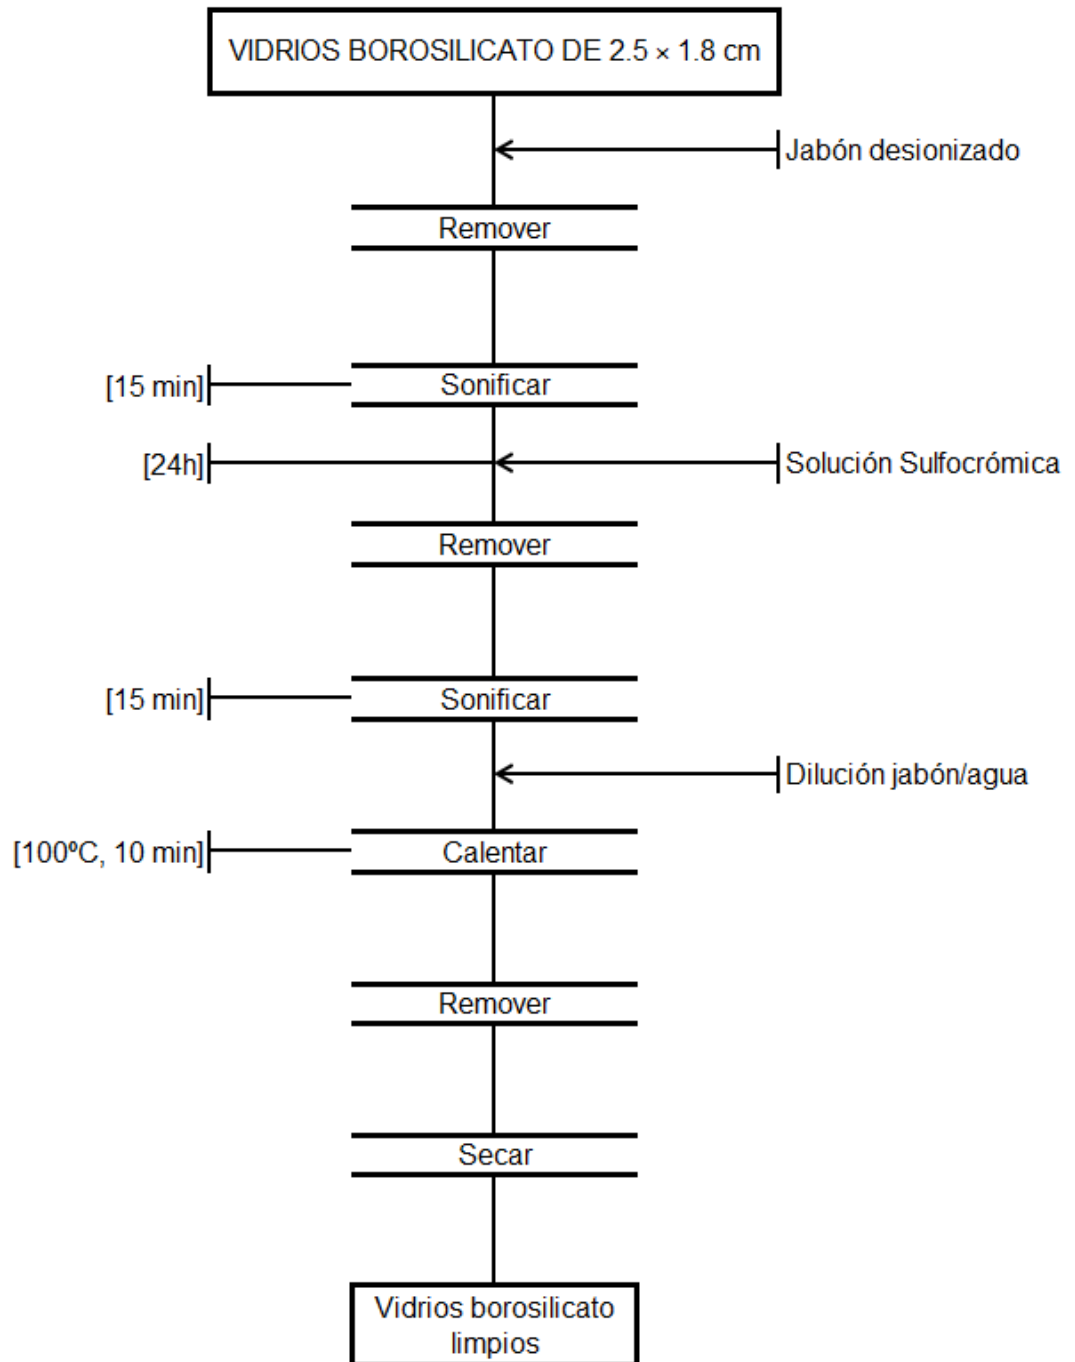 VIDRIOS BOROSILICATO DE 2.5 × 1.8 cm
Jabón desionizado
Remover
[15 min]
Sonificar
[24h]
Solución Sulfocrómica
Remover
[15 min]
Sonificar
Dilución jabón/agua
[100ºC, 10 min]
Calentar
Remover
Secar
Vidrios borosilicato
limpios